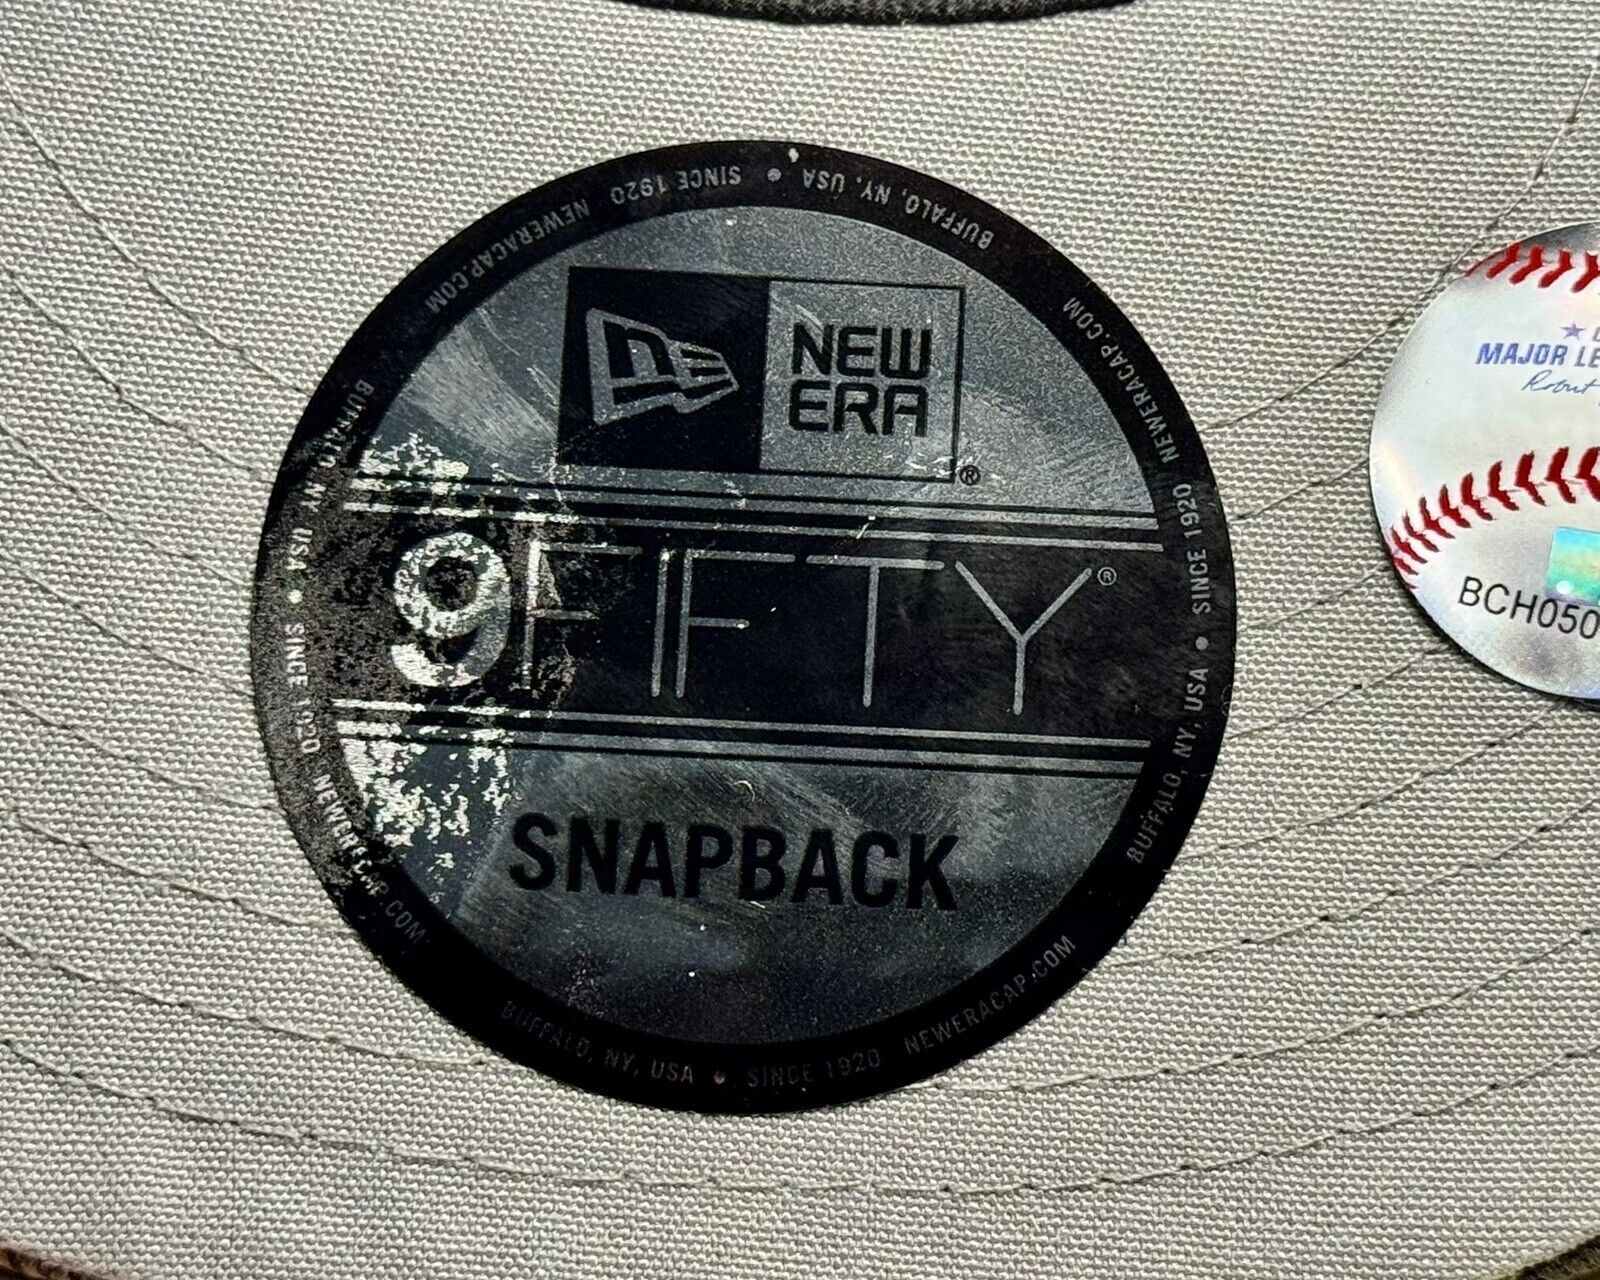 NEW
ERA
®
9FIFTY®
SNAPBACK
BUFFALO, NY, USA • SINCE 1920 NEWERACAP.COM
BUFFALO, NY, USA • SINCE 1920 NEWERACAP.COM
BUFFALO, NY, USA • SINCE 1920 NEWERACAP.COM
BUFFALO, NY, USA • SINCE 1920 NEWERACAP.COM
MAJOR LE
BCH050